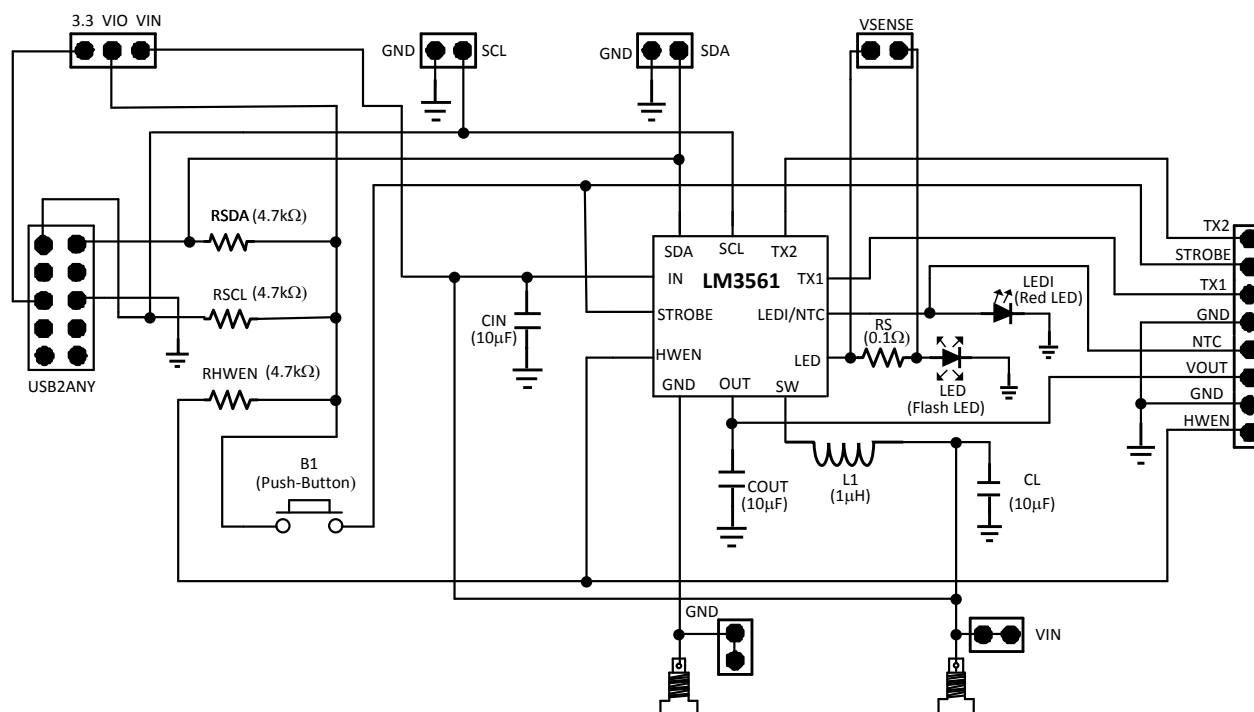 3.3 VIO VIN
GND
SCL
GND
SDA
VSENSE
RSDA (4.7kΩ)
RSCL (4.7kΩ)
RHWEN (4.7kΩ)
USB2ANY
B1
(Push-Button)
CIN
(10µF)
SDA
SCL
TX2
IN
LM3561
TX1
STROBE
LEDI/NTC
HWEN
LED
GND
OUT
SW
RS
(0.1Ω)
LEDI
(Red LED)
LED
(Flash LED)
TX2
STROBE
TX1
GND
NTC
VOUT
GND
HWEN
COUT
(10µF)
L1
(1µH)
CL
(10µF)
GND
VIN